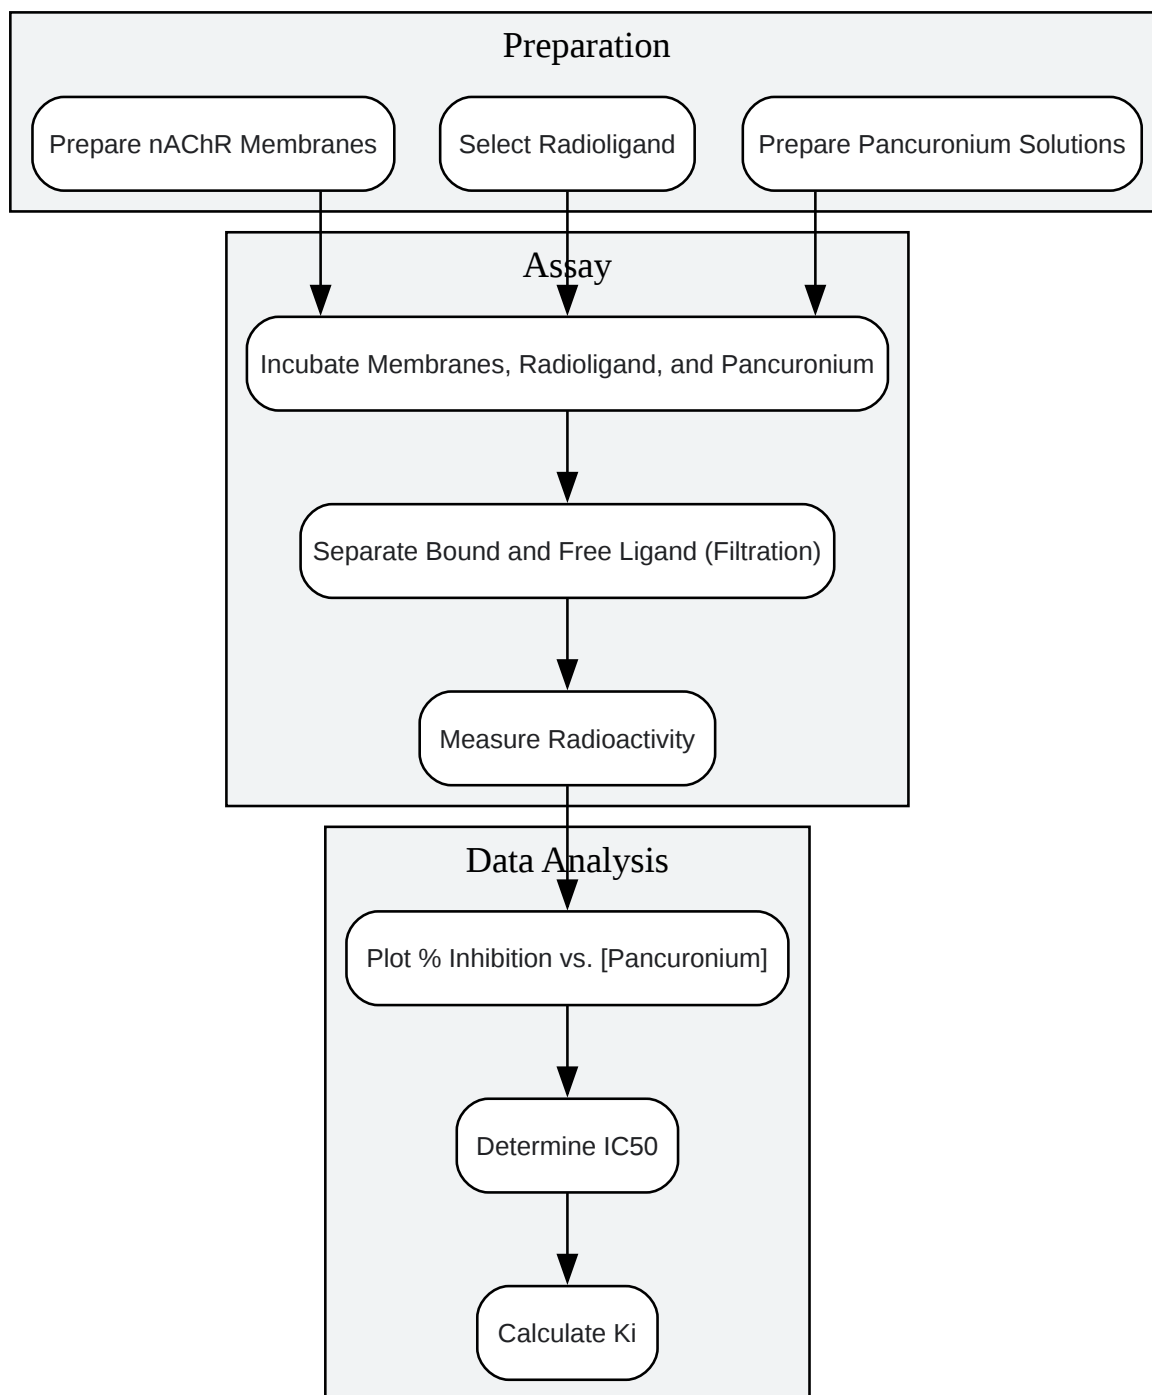 Preparation
Prepare nAChR Membranes
Select Radioligand
Prepare Pancuronium Solutions
Assay
Incubate Membranes, Radioligand, and Pancuronium
Separate Bound and Free Ligand (Filtration)
Measure Radioactivity
Data Analysis
Plot % Inhibition vs. [Pancuronium]
Determine IC50
Calculate Ki